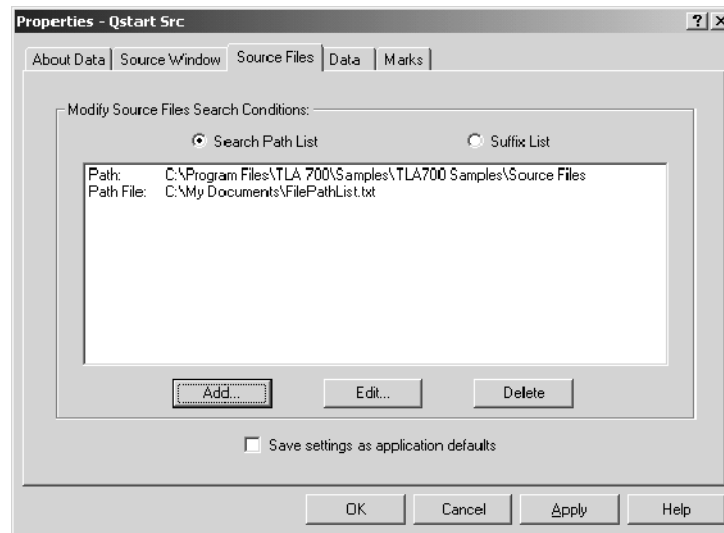 Properties - Qstart Src
About Data Source Window Source Files Data Marks
Modify Source Files Search Conditions:
Search Path List Suffix List
Path: C:\Program Files\TLA 700\Samples\TLA700 Samples\Source Files
Path File: C:\My Documents\FilePathList.txt
Add... Edit... Delete
Save settings as application defaults
OK Cancel Apply Help